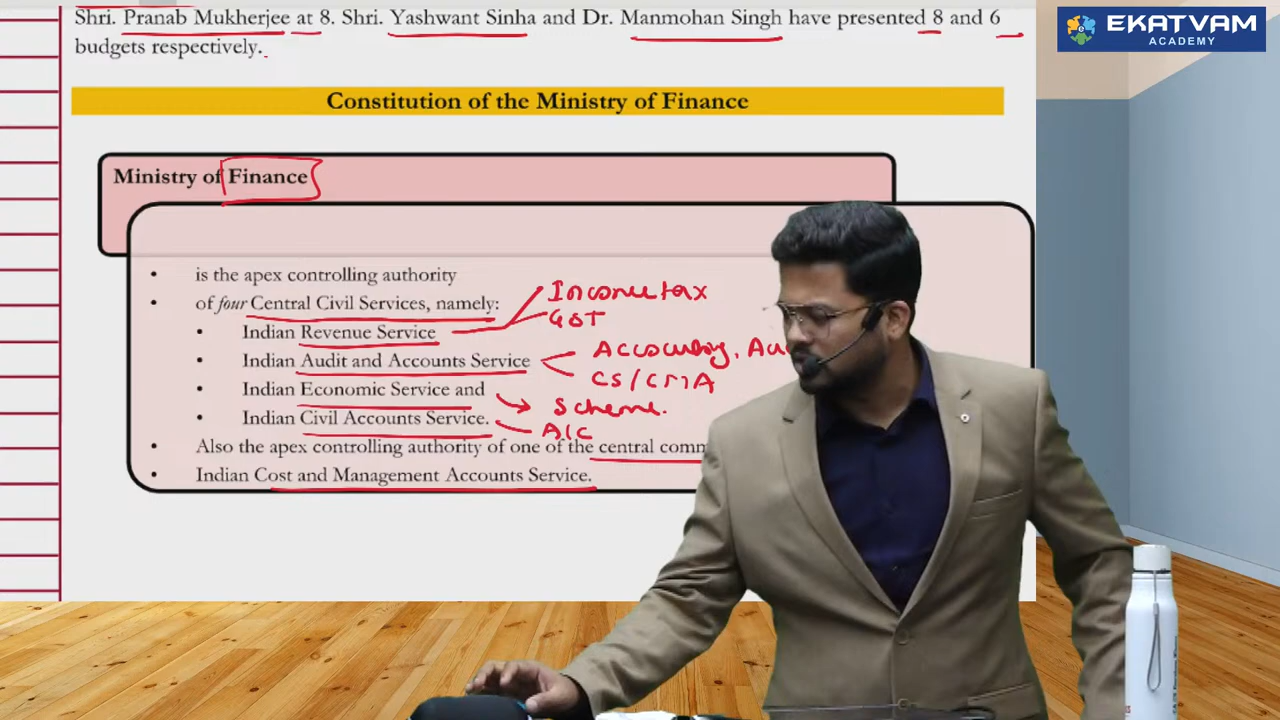 Shri. Pranab Mukherjee at 8. Shri. Yashwant Sinha and Dr. Manmohan Singh have presented 8 and 6
budgets respectively.
EKATVAM
ACADEMY
Constitution of the Ministry of Finance
Ministry of Finance
• is the apex controlling authority
• of four Central Civil Services, namely:
Income tax
GST
• Indian Revenue Service
• Indian Audit and Accounts Service
Accounting, Au
CS/CMA
• Indian Economic Service and
Scheme.
• Indian Civil Accounts Service.
A/C
• Also the apex controlling authority of one of the central comm
• Indian Cost and Management Accounts Service.